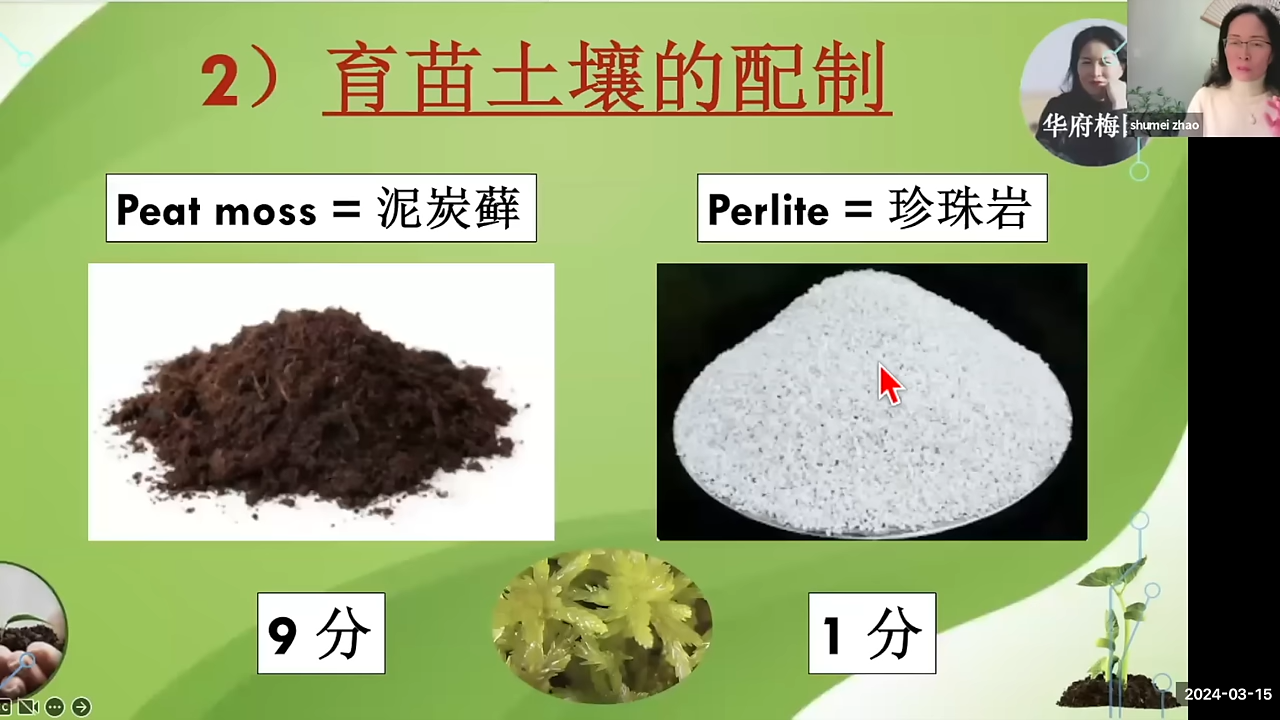 2）育苗土壤的配制
华府梅
shumei zhao
Peat moss = 泥炭藓
Perlite = 珍珠岩
9 分
1 分
2024-03-15